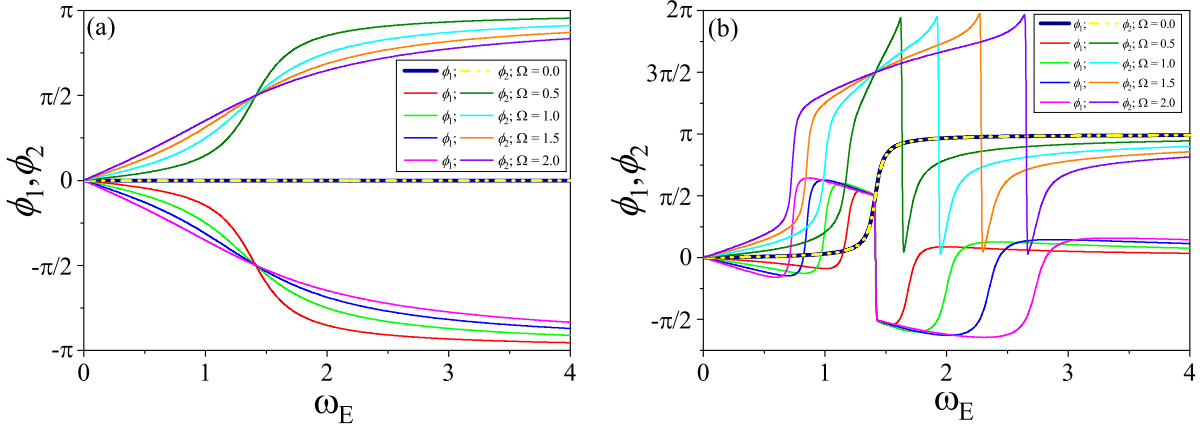 (a)
π
π/2
0
-π/2
-π
ϕ₁, ϕ₂
0 1 2 3 4
ω_E
ϕ₁; ϕ₂; Ω = 0.0
ϕ₁; ϕ₂; Ω = 0.5
ϕ₁; ϕ₂; Ω = 1.0
ϕ₁; ϕ₂; Ω = 1.5
ϕ₁; ϕ₂; Ω = 2.0
(b)
2π
3π/2
π
π/2
0
-π/2
ϕ₁, ϕ₂
0 1 2 3 4
ω_E
ϕ₁; ϕ₂; Ω = 0.0
ϕ₁; ϕ₂; Ω = 0.5
ϕ₁; ϕ₂; Ω = 1.0
ϕ₁; ϕ₂; Ω = 1.5
ϕ₁; ϕ₂; Ω = 2.0